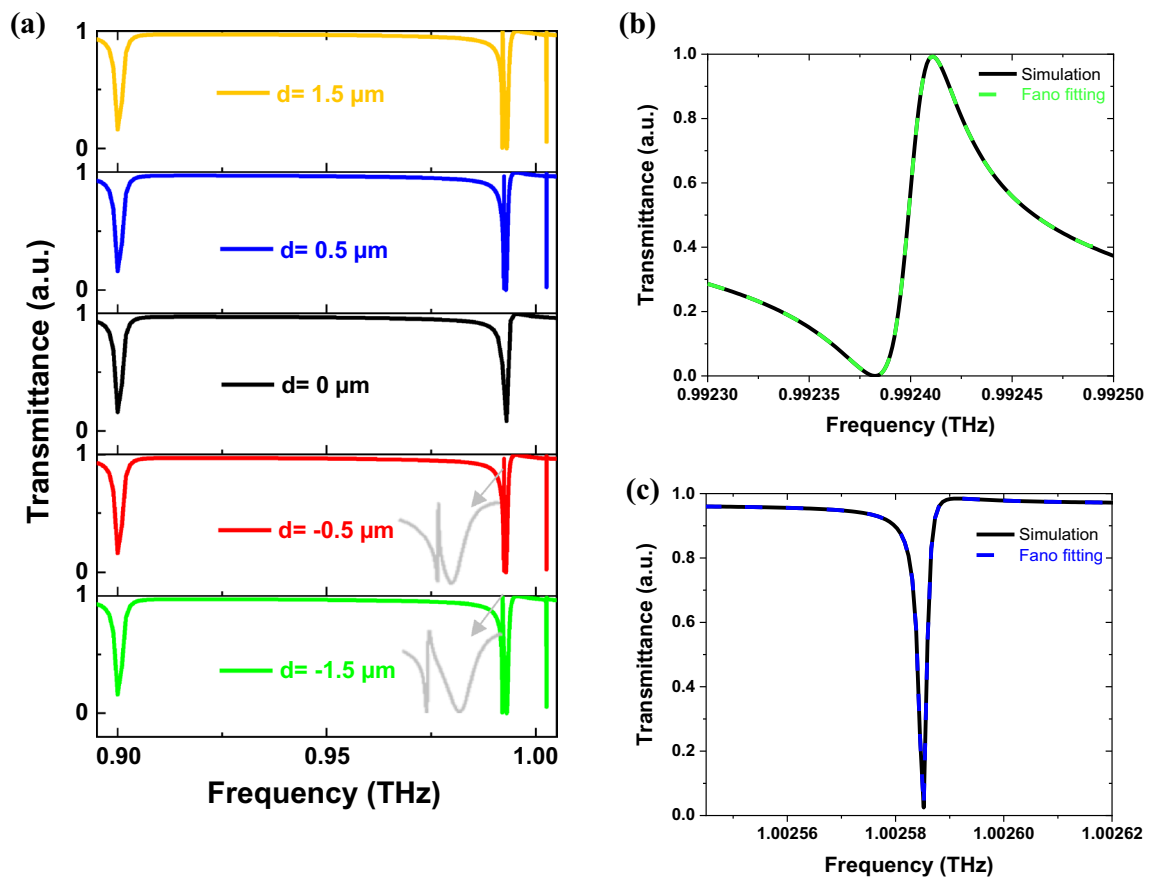 (a)
1
d= 1.5 µm
0
1
d= 0.5 µm
0
1
d= 0 µm
0
1
d= -0.5 µm
0
1
d= -1.5 µm
0
0.90 0.95 1.00
Frequency (THz)
Transmittance (a.u.)
(b)
1.0
0.8
0.6
0.4
0.2
0.0
Simulation
Fano fitting
0.99230 0.99235 0.99240 0.99245 0.99250
Frequency (THz)
Transmittance (a.u.)
(c)
1.0
0.8
0.6
0.4
0.2
0.0
Simulation
Fano fitting
1.00256 1.00258 1.00260 1.00262
Frequency (THz)
Transmittance (a.u.)